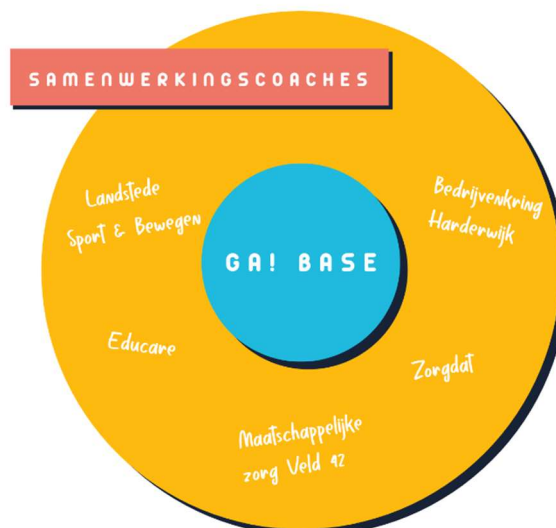 SAMENWERKINGSCOACHES
Landstede
Sport & Bewegen
Bedrijvenkring
Harderwijk
GA! BASE
Educare
Zorgdat
Maatschappelijke
zorg Veld 42